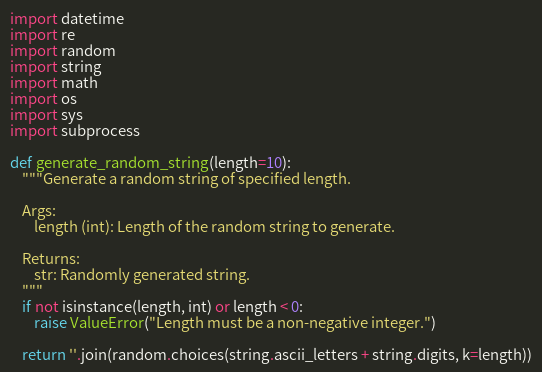 import datetime
import re
import random
import string
import math
import os
import sys
import subprocess

def generate_random_string(length=10):
    """Generate a random string of specified length.

    Args:
        length (int): Length of the random string to generate.

    Returns:
        str: Randomly generated string.
    """
    if not isinstance(length, int) or length < 0:
        raise ValueError("Length must be a non-negative integer.")

    return ''.join(random.choices(string.ascii_letters + string.digits, k=length))